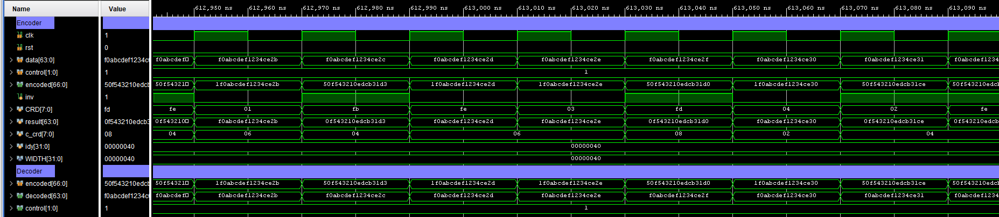 Name Value 612,950 ns 612,960 ns 612,970 ns 612,980 ns 612,990 ns 613,000 ns 613,010 ns 613,020 ns 613,030 ns 613,040 ns 613,050 ns 613,060 ns 613,070 ns 613,080 ns 613,090 ns
Encoder
clk 1
rst 0
data[63:0] f0abcdef1234c f0abcdef f0abcdef1234ce2b f0abcdef1234ce2c f0abcdef1234ce2d f0abcdef1234ce2e f0abcdef1234ce2f f0abcdef1234ce30 f0abcdef1234ce31 f0abcdef1234
control[1:0] 1 1
encoded[66:0] 50f543210edcb 50f54321 1f0abcdef1234ce2b 50f543210edcb31d3 1f0abcdef1234ce2d 1f0abcdef1234ce2e 50f543210edcb31d0 1f0abcdef1234ce30 50f543210edcb31ce 50f543210edcb
inv 1
CRD[7:0] fd fe 01 fb fe 03 fd 04 02 fe
result[63:0] 0f543210edcb3 0f543210 f0abcdef1234ce2b 0f543210edcb31d3 f0abcdef1234ce2d f0abcdef1234ce2e 0f543210edcb31d0 f0abcdef1234ce30 0f543210edcb31ce 0f543210edcb
c_crd[7:0] 08 04 06 04 06 08 02 04
idy[31:0] 00000040 00000040
WIDTH[31:0] 00000040 00000040
Decoder
encoded[66:0] 50f543210edcb 50f54321 1f0abcdef1234ce2b 50f543210edcb31d3 1f0abcdef1234ce2d 1f0abcdef1234ce2e 50f543210edcb31d0 1f0abcdef1234ce30 50f543210edcb31ce 50f543210edcb
decoded[63:0] f0abcdef1234c f0abcdef f0abcdef1234ce2b f0abcdef1234ce2c f0abcdef1234ce2d f0abcdef1234ce2e f0abcdef1234ce2f f0abcdef1234ce30 f0abcdef1234ce31 f0abcdef1234
control[1:0] 1 1